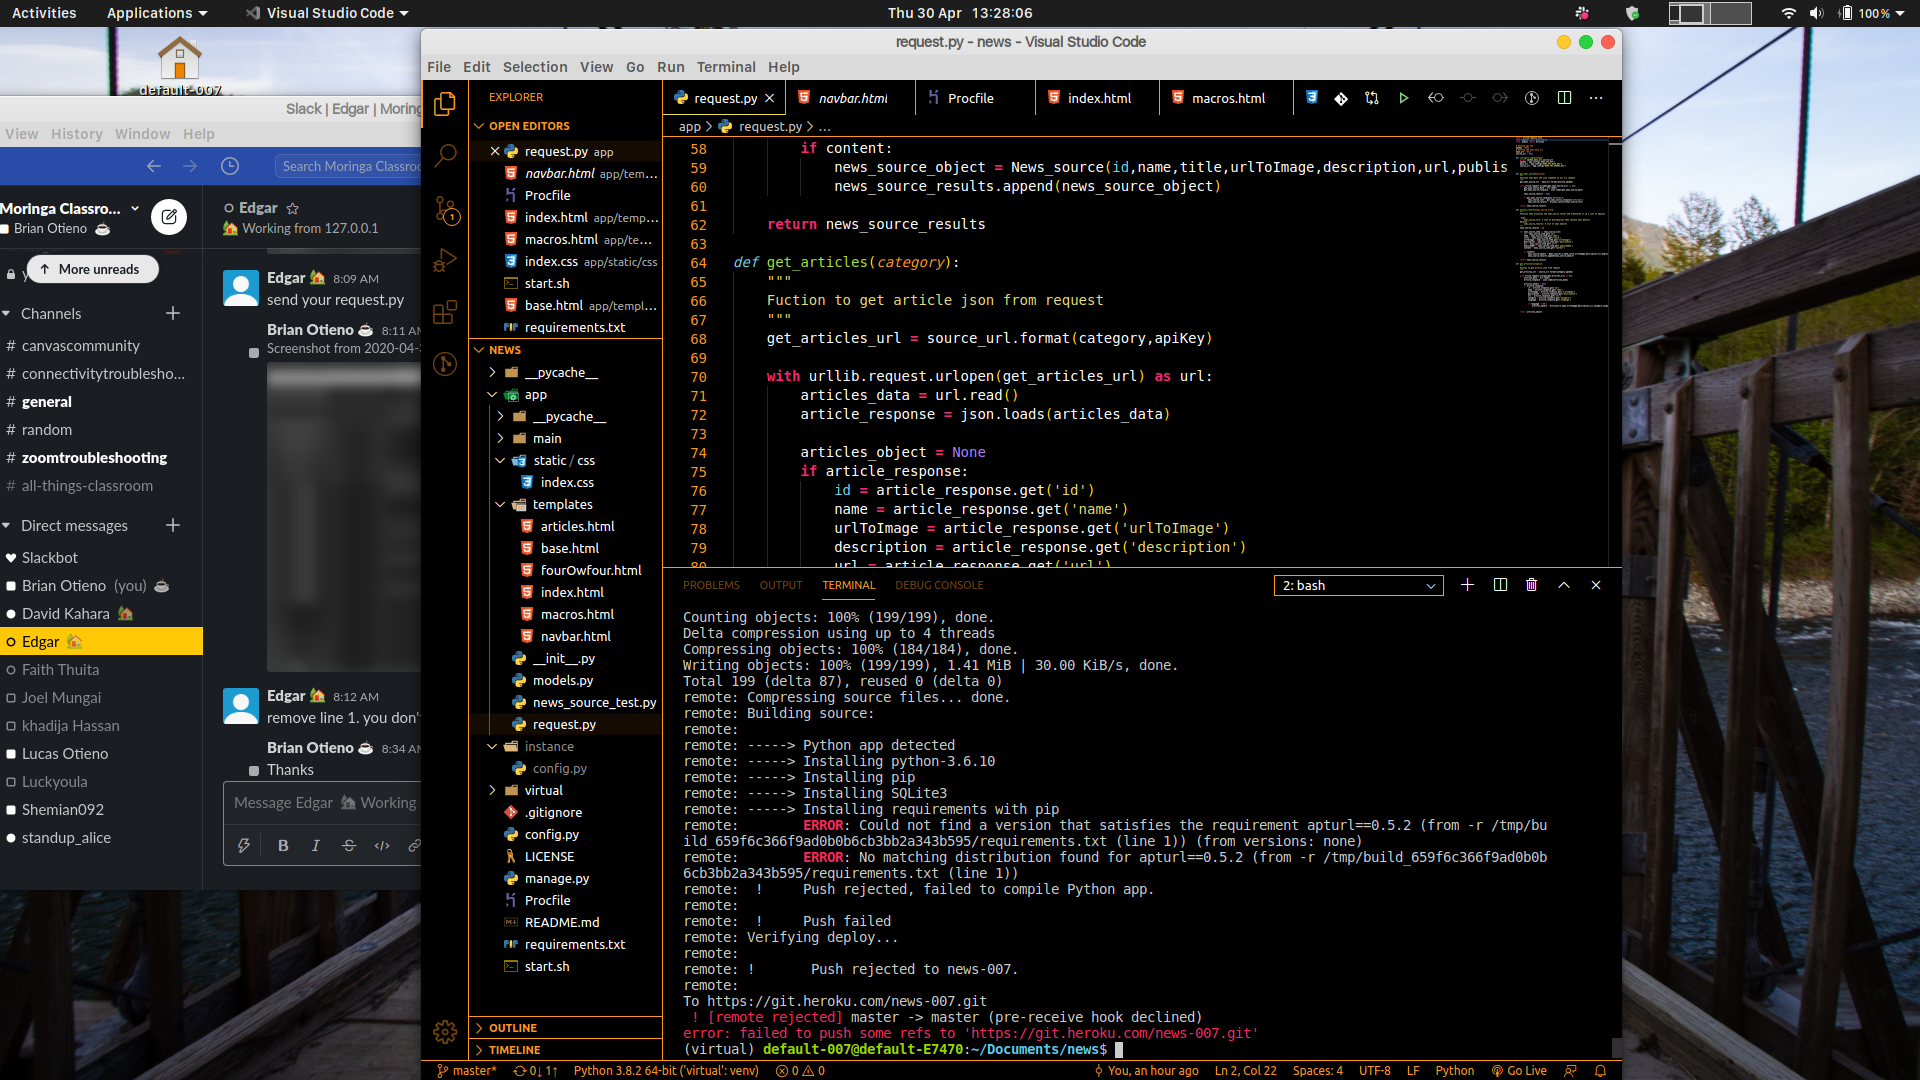 Activities
Applications
Visual Studio Code
Thu 30 Apr 13:28:06
100%
default-007
Slack | Edgar | Moring
View History Window Help
Search Moringa Classroo
Moringa Classro...
Brian Otieno
More unreads
Channels
# canvascommunity
# connectivitytroublesho...
# general
# random
# zoomtroubleshooting
# all-things-classroom
Direct messages
Slackbot
Brian Otieno (you)
David Kahara
Edgar
Faith Thuita
Joel Mungai
khadija Hassan
Lucas Otieno
Luckyoula
Shemian092
standup_alice
Edgar
Working from 127.0.0.1
Edgar 8:09 AM
send your request.py
Brian Otieno 8:11 AM
Screenshot from 2020-04-
Edgar 8:12 AM
remove line 1. you don'
Brian Otieno 8:34 AM
Thanks
Message Edgar Working
B I S </>
request.py - news - Visual Studio Code
File Edit Selection View Go Run Terminal Help
EXPLORER
OPEN EDITORS
request.py app
navbar.html app/tem...
Procfile
index.html app/temp...
macros.html app/te...
index.css app/static/css
start.sh
base.html app/templ...
requirements.txt
NEWS
__pycache__
app
__pycache__
main
static / css
index.css
templates
articles.html
base.html
fourOwfour.html
index.html
macros.html
navbar.html
__init__.py
models.py
news_source_test.py
request.py
instance
config.py
virtual
.gitignore
config.py
LICENSE
manage.py
Procfile
README.md
requirements.txt
start.sh
OUTLINE
TIMELINE
request.py
navbar.html
Procfile
index.html
macros.html
app > request.py > ...
58 if content:
59 news_source_object = News_source(id,name,title,urlToImage,description,url,publis
60 news_source_results.append(news_source_object)
61
62 return news_source_results
63
64 def get_articles(category):
65 """
66 Fuction to get article json from request
67 """
68 get_articles_url = source_url.format(category,apiKey)
69
70 with urllib.request.urlopen(get_articles_url) as url:
71 articles_data = url.read()
72 article_response = json.loads(articles_data)
73
74 articles_object = None
75 if article_response:
76 id = article_response.get('id')
77 name = article_response.get('name')
78 urlToImage = article_response.get('urlToImage')
79 description = article_response.get('description')
80 url = article_response.get('url')
PROBLEMS OUTPUT TERMINAL DEBUG CONSOLE
2: bash
Counting objects: 100% (199/199), done.
Delta compression using up to 4 threads
Compressing objects: 100% (184/184), done.
Writing objects: 100% (199/199), 1.41 MiB | 30.00 KiB/s, done.
Total 199 (delta 87), reused 0 (delta 0)
remote: Compressing source files... done.
remote: Building source:
remote:
remote: -----> Python app detected
remote: -----> Installing python-3.6.10
remote: -----> Installing pip
remote: -----> Installing SQLite3
remote: -----> Installing requirements with pip
remote: ERROR: Could not find a version that satisfies the requirement apturl==0.5.2 (from -r /tmp/bu
ild_659f6c366f9ad0b0b6cb3bb2a343b595/requirements.txt (line 1)) (from versions: none)
remote: ERROR: No matching distribution found for apturl==0.5.2 (from -r /tmp/build_659f6c366f9ad0b0b
6cb3bb2a343b595/requirements.txt (line 1))
remote: ! Push rejected, failed to compile Python app.
remote:
remote: ! Push failed
remote: Verifying deploy...
remote:
remote: ! Push rejected to news-007.
remote:
To https://git.heroku.com/news-007.git
! [remote rejected] master -> master (pre-receive hook declined)
error: failed to push some refs to 'https://git.heroku.com/news-007.git'
(virtual) default-007@default-E7470:~/Documents/news$
master* 0↓ 1↑ Python 3.8.2 64-bit ('virtual': venv) 0 0 You, an hour ago Ln 2, Col 22 Spaces: 4 UTF-8 LF Python Go Live